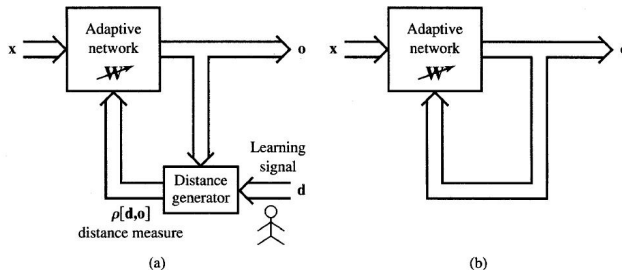 Adaptive
network
x
W
o
Learning
signal
Distance
generator
d
ρ[d,o]
distance measure
(a)
Adaptive
network
x
W
(b)